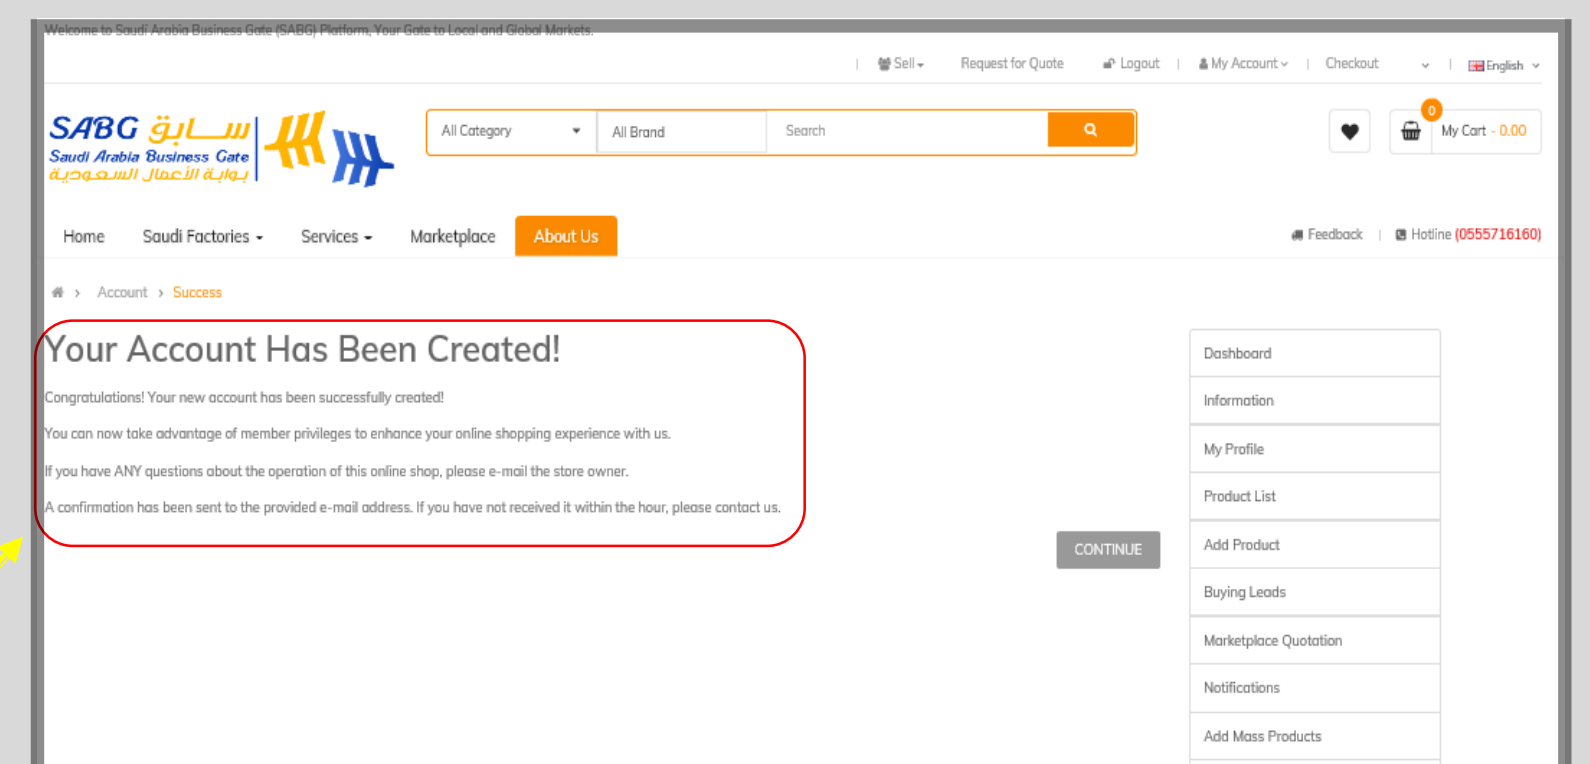 Welcome to Saudi Arabia Business Gate (SABG) Platform, Your Gate to Local and Global Markets.
Sell Request for Quote Logout My Account Checkout English
SABG سابق
Saudi Arabia Business Gate
بوابة الأعمال السعودية
All Category All Brand Search
0
My Cart - 0.00
Home Saudi Factories Services Marketplace About Us
Feedback Hotline (0555716160)
Account Success
Your Account Has Been Created!
Congratulations! Your new account has been successfully created!
You can now take advantage of member privileges to enhance your online shopping experience with us.
If you have ANY questions about the operation of this online shop, please e-mail the store owner.
A confirmation has been sent to the provided e-mail address. If you have not received it within the hour, please contact us.
CONTINUE
Dashboard
Information
My Profile
Product List
Add Product
Buying Leads
Marketplace Quotation
Notifications
Add Mass Products